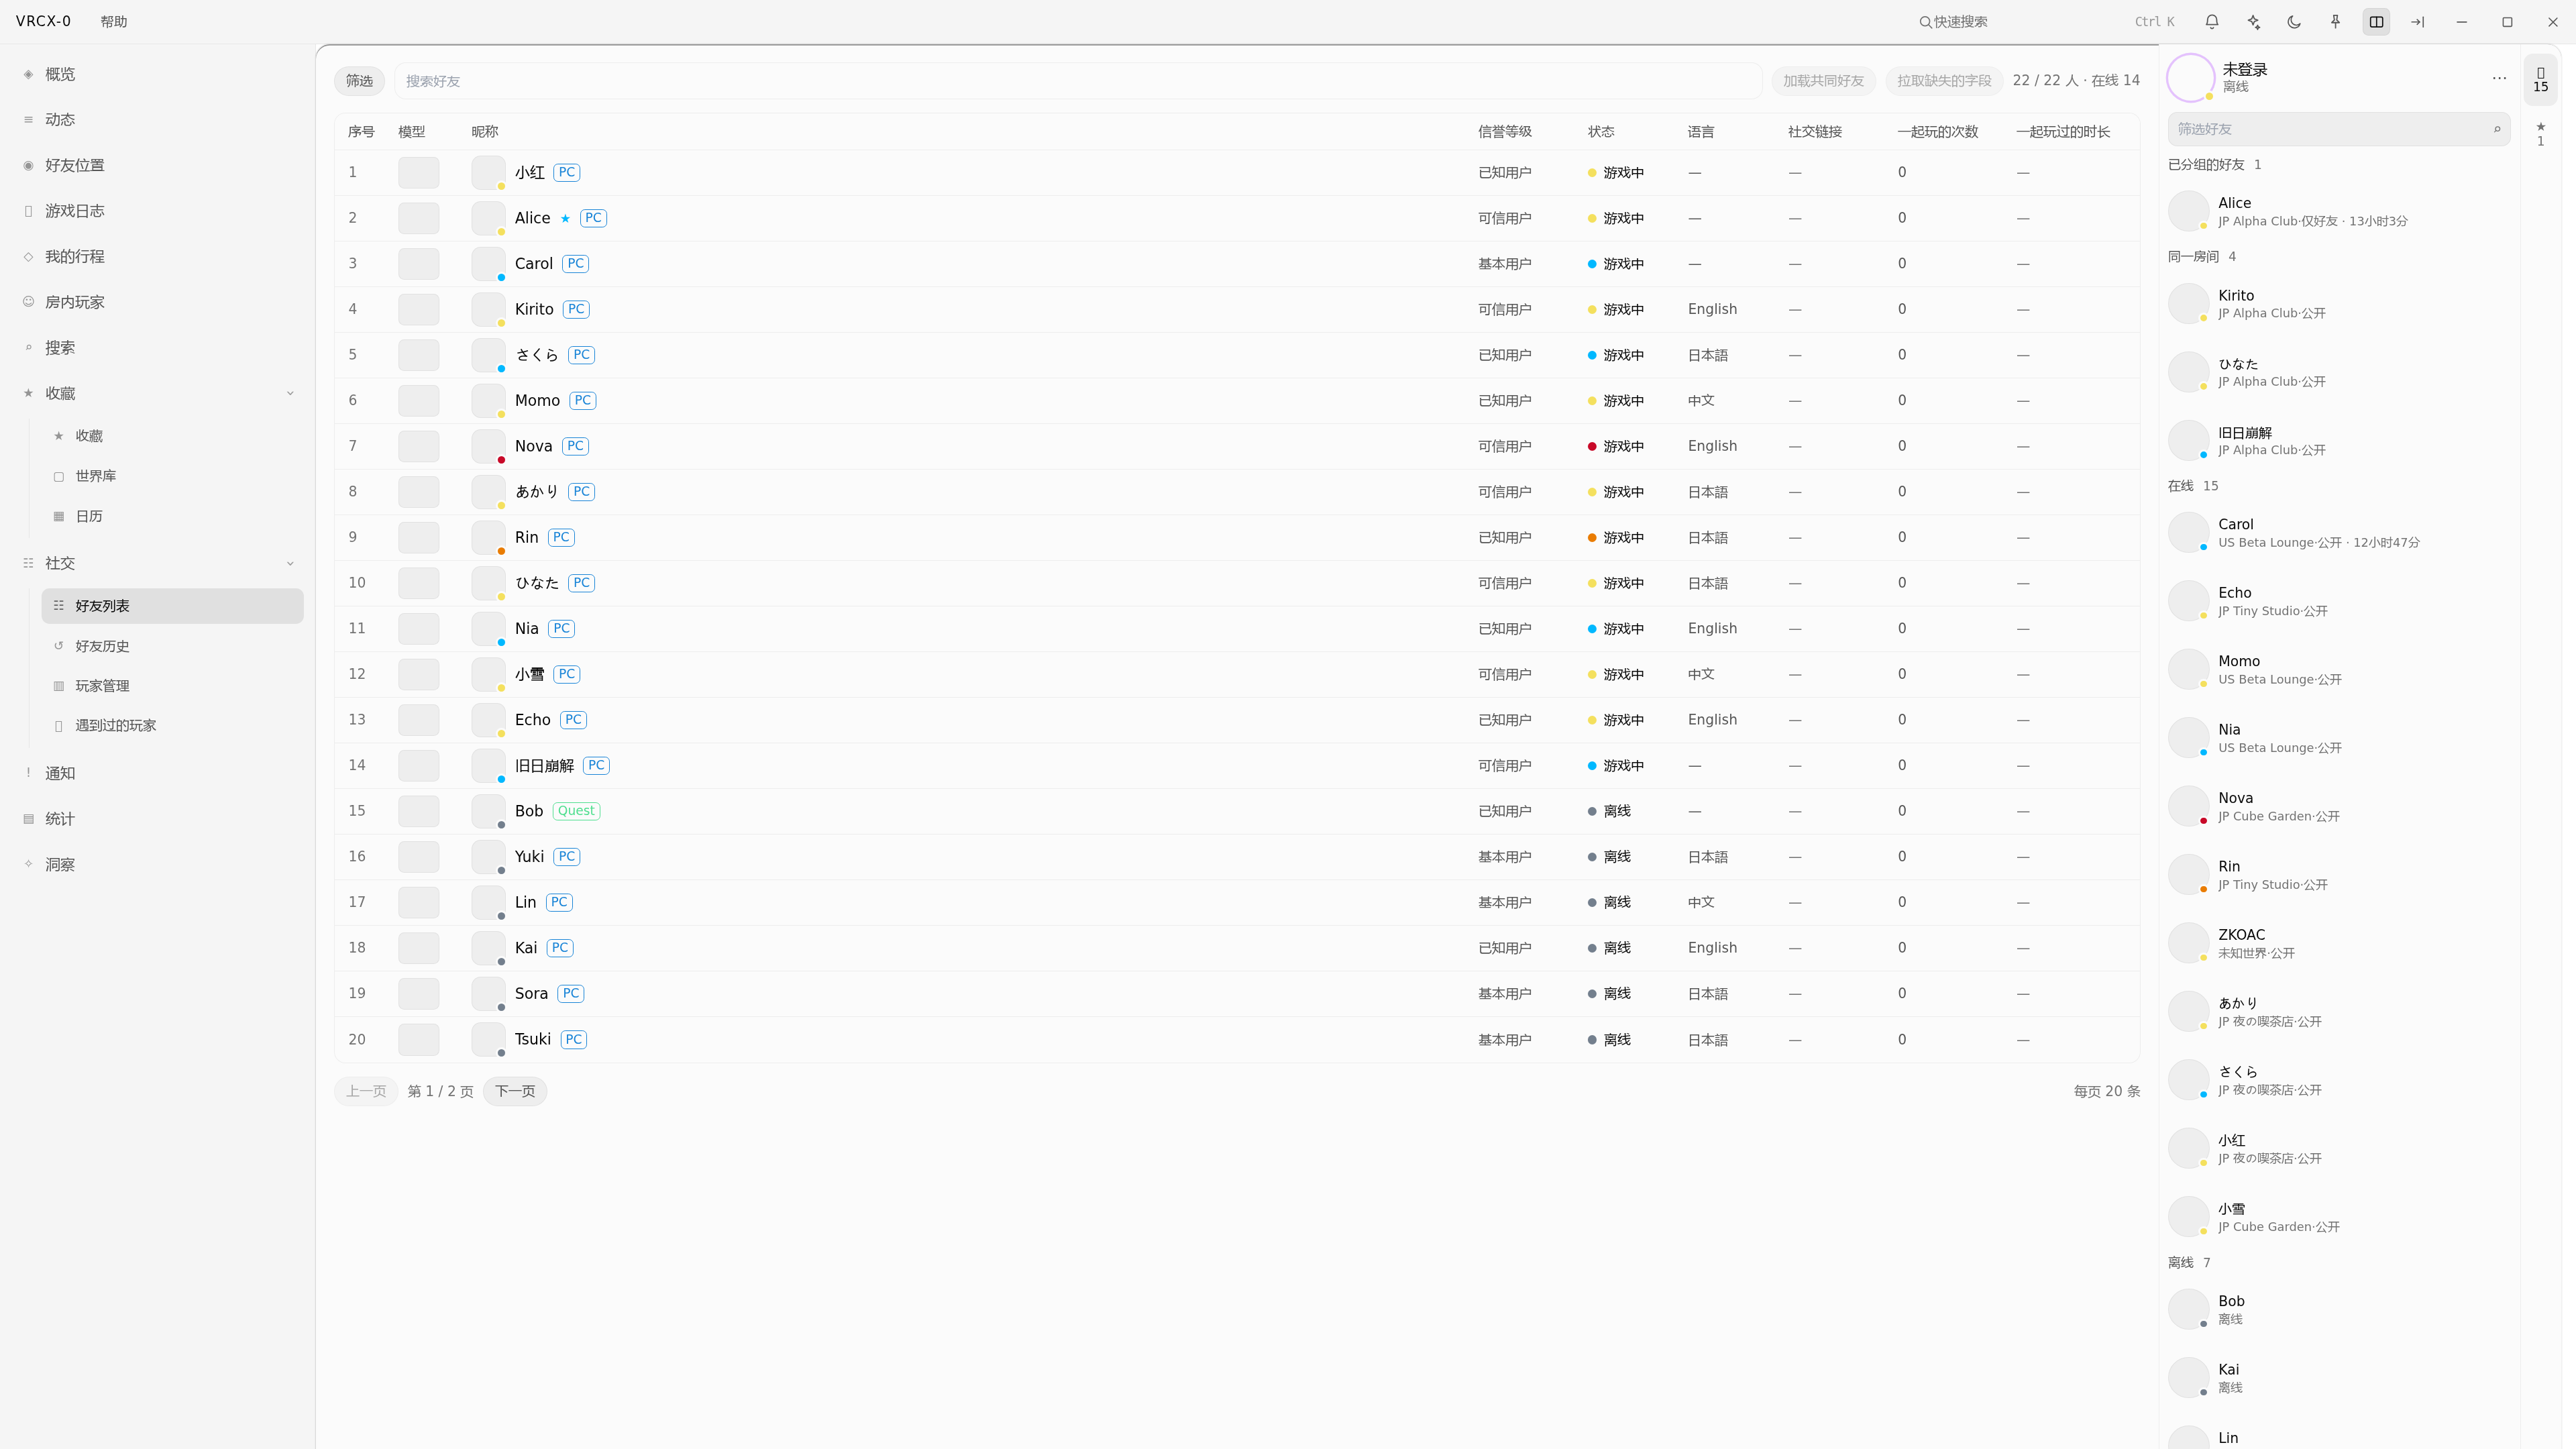 VRCX-0 帮助 快速搜索 Ctrl K
概览
动态
好友位置
游戏日志
我的行程
房内玩家
搜索
收藏
收藏
世界库
日历
社交
好友列表
好友历史
玩家管理
遇到过的玩家
通知
统计
洞察
筛选 搜索好友 加载共同好友 拉取缺失的字段 22 / 22 人 · 在线 14
序号 模型 昵称 信誉等级 状态 语言 社交链接 一起玩的次数 一起玩过的时长
1 小红 PC 已知用户 游戏中 — — 0 —
2 Alice ★ PC 可信用户 游戏中 — — 0 —
3 Carol PC 基本用户 游戏中 — — 0 —
4 Kirito PC 可信用户 游戏中 English — 0 —
5 さくら PC 已知用户 游戏中 日本語 — 0 —
6 Momo PC 已知用户 游戏中 中文 — 0 —
7 Nova PC 可信用户 游戏中 English — 0 —
8 あかり PC 可信用户 游戏中 日本語 — 0 —
9 Rin PC 已知用户 游戏中 日本語 — 0 —
10 ひなた PC 可信用户 游戏中 日本語 — 0 —
11 Nia PC 已知用户 游戏中 English — 0 —
12 小雪 PC 可信用户 游戏中 中文 — 0 —
13 Echo PC 已知用户 游戏中 English — 0 —
14 旧日崩解 PC 可信用户 游戏中 — — 0 —
15 Bob Quest 已知用户 离线 — — 0 —
16 Yuki PC 基本用户 离线 日本語 — 0 —
17 Lin PC 基本用户 离线 中文 — 0 —
18 Kai PC 已知用户 离线 English — 0 —
19 Sora PC 基本用户 离线 日本語 — 0 —
20 Tsuki PC 基本用户 离线 日本語 — 0 —
上一页 第 1 / 2 页 下一页 每页 20 条
未登录
离线
筛选好友
已分组的好友 1
Alice
JP Alpha Club·仅好友 · 13小时3分
同一房间 4
Kirito
JP Alpha Club·公开
ひなた
JP Alpha Club·公开
旧日崩解
JP Alpha Club·公开
在线 15
Carol
US Beta Lounge·公开 · 12小时47分
Echo
JP Tiny Studio·公开
Momo
US Beta Lounge·公开
Nia
US Beta Lounge·公开
Nova
JP Cube Garden·公开
Rin
JP Tiny Studio·公开
ZKOAC
未知世界·公开
あかり
JP 夜の喫茶店·公开
さくら
JP 夜の喫茶店·公开
小红
JP 夜の喫茶店·公开
小雪
JP Cube Garden·公开
离线 7
Bob
离线
Kai
离线
Lin
15
★
1